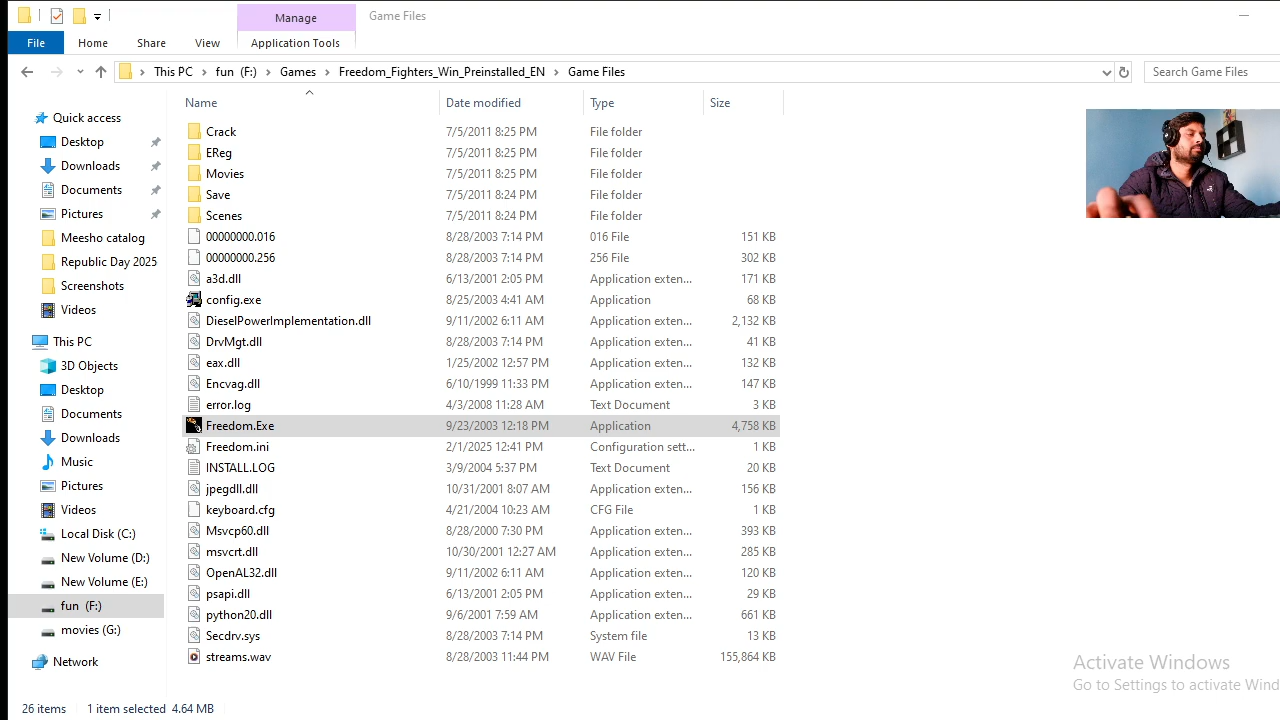 Manage
Game Files
File Home Share View Application Tools
This PC > fun (F:) > Games > Freedom_Fighters_Win_Preinstalled_EN > Game Files
Search Game Files
Name Date modified Type Size
Quick access
Desktop
Downloads
Documents
Pictures
Meesho catalog
Republic Day 2025
Screenshots
Videos
This PC
3D Objects
Desktop
Documents
Downloads
Music
Pictures
Videos
Local Disk (C:)
New Volume (D:)
New Volume (E:)
fun (F:)
movies (G:)
Network
Crack 7/5/2011 8:25 PM File folder
EReg 7/5/2011 8:25 PM File folder
Movies 7/5/2011 8:25 PM File folder
Save 7/5/2011 8:24 PM File folder
Scenes 7/5/2011 8:24 PM File folder
00000000.016 8/28/2003 7:14 PM 016 File 151 KB
00000000.256 8/28/2003 7:14 PM 256 File 302 KB
a3d.dll 6/13/2001 2:05 PM Application exten... 171 KB
config.exe 8/25/2003 4:41 AM Application 68 KB
DieselPowerImplementation.dll 9/11/2002 6:11 AM Application exten... 2,132 KB
DrvMgt.dll 8/28/2003 7:14 PM Application exten... 41 KB
eax.dll 1/25/2002 12:57 PM Application exten... 132 KB
Encvag.dll 6/10/1999 11:33 PM Application exten... 147 KB
error.log 4/3/2008 11:28 AM Text Document 3 KB
Freedom.Exe 9/23/2003 12:18 PM Application 4,758 KB
Freedom.ini 2/1/2025 12:41 PM Configuration sett... 1 KB
INSTALL.LOG 3/9/2004 5:37 PM Text Document 20 KB
jpegdll.dll 10/31/2001 8:07 AM Application exten... 156 KB
keyboard.cfg 4/21/2004 10:23 AM CFG File 1 KB
Msvcp60.dll 8/28/2000 7:30 PM Application exten... 393 KB
msvcrt.dll 10/30/2001 12:27 AM Application exten... 285 KB
OpenAL32.dll 9/11/2002 6:11 AM Application exten... 120 KB
psapi.dll 6/13/2001 2:05 PM Application exten... 29 KB
python20.dll 9/6/2001 7:59 AM Application exten... 661 KB
Secdrv.sys 8/28/2003 7:14 PM System file 13 KB
streams.wav 8/28/2003 11:44 PM WAV File 155,864 KB
Activate Windows
Go to Settings to activate Wind
26 items 1 item selected 4.64 MB